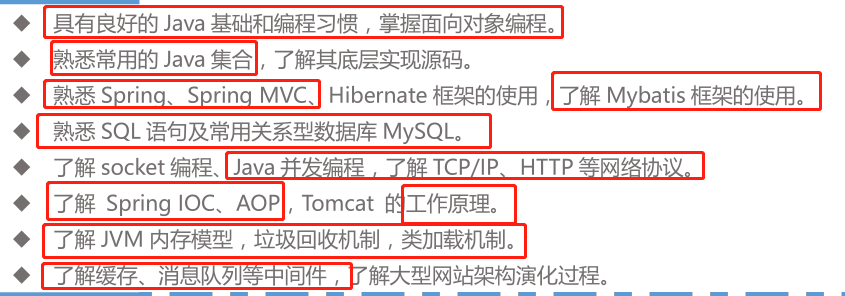 具有良好的 Java 基础和编程习惯，掌握面向对象编程。
熟悉常用的 Java 集合，了解其底层实现源码。
熟悉 Spring、Spring MVC、Hibernate 框架的使用，了解 Mybatis 框架的使用。
熟悉 SQL 语句及常用关系型数据库 MySQL。
了解 socket 编程、Java 并发编程，了解 TCP/IP、HTTP 等网络协议。
了解 Spring IOC、AOP，Tomcat 的工作原理。
了解 JVM 内存模型，垃圾回收机制，类加载机制。
了解缓存、消息队列等中间件，了解大型网站架构演化过程。